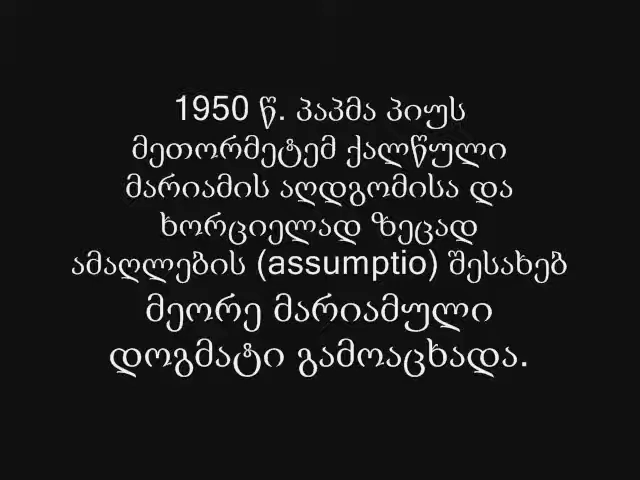 1950 წ. პაპმა პიუს
მეთორმეტემ ქალწული
მარიამის აღდგომისა და
ხორციელად ზეცად
ამაღლების (assumptio) შესახებ
მეორე მარიამული
დოგმატი გამოაცხადა.